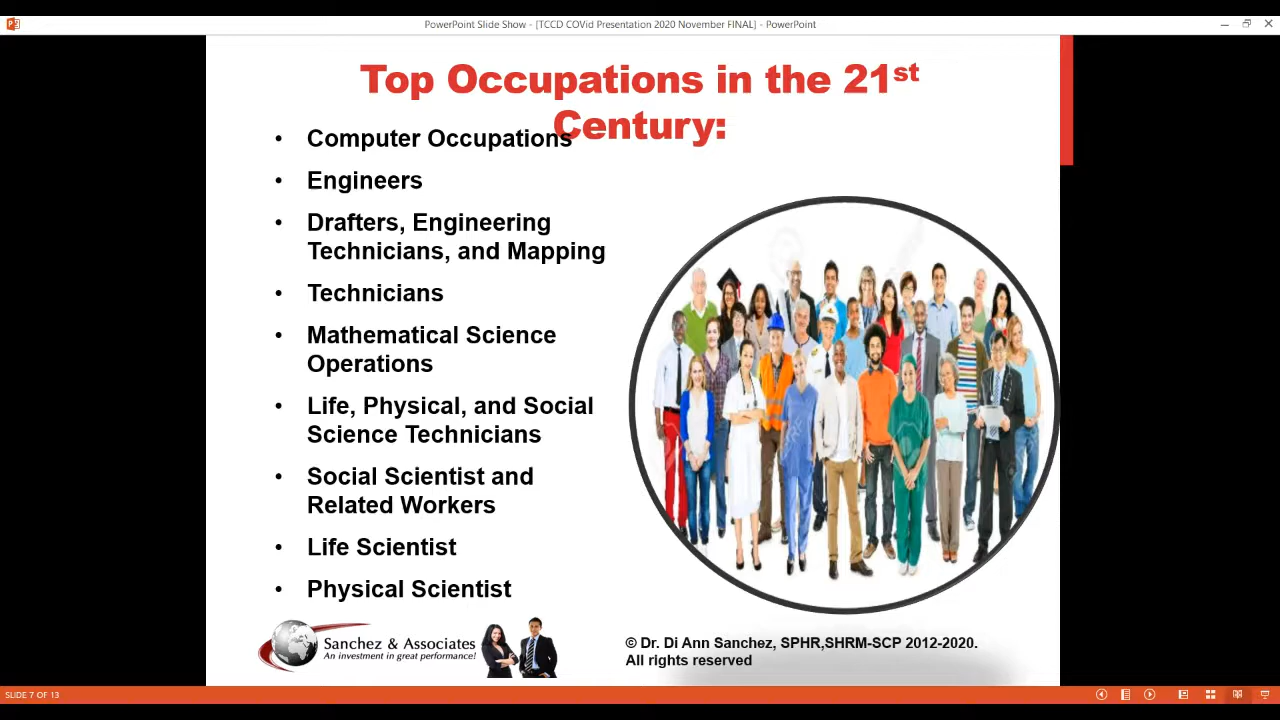 PowerPoint Slide Show - [TCCD COVid Presentation 2020 November FINAL] - PowerPoint
Top Occupations in the 21st
Century:
• Computer Occupations
• Engineers
• Drafters, Engineering
Technicians, and Mapping
• Technicians
• Mathematical Science
Operations
• Life, Physical, and Social
Science Technicians
• Social Scientist and
Related Workers
• Life Scientist
• Physical Scientist
Sanchez & Associates
An investment in great performance!
© Dr. Di Ann Sanchez, SPHR,SHRM-SCP 2012-2020.
All rights reserved
SLIDE 7 OF 13